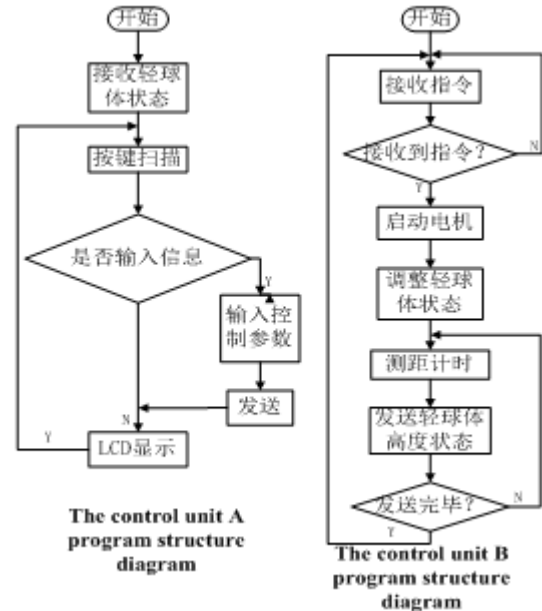 开始
接收轻球
体状态
按键扫描
是否输入信息
Y
输入控
制参数
发送
N
Y
LCD显示
The control unit A
program structure
diagram
开始
接收指令
接收到指令?
N
Y
启动电机
调整轻球
体状态
测距计时
发送轻球体
高度状态
发送完毕?
N
Y
The control unit B
program structure
diagram